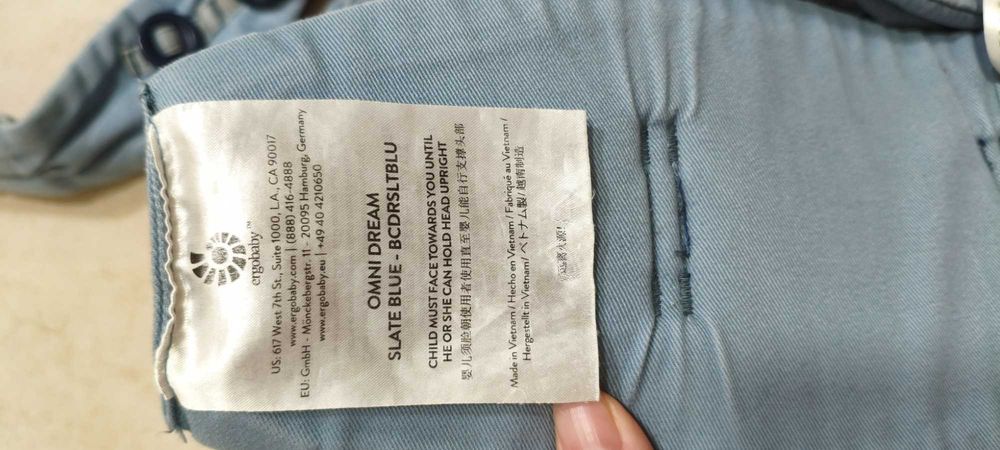 ergobaby™
US: 617 West 7th St., Suite 1000, L.A., CA 90017
www.ergobaby.com | (888) 416-4888
EU: GmbH - Mönckebergstr. 11 - 20095 Hamburg, Germany
www.ergobaby.eu | +49 40 4210650
OMNI DREAM
SLATE BLUE - BCDRSLTBLU
CHILD MUST FACE TOWARDS YOU UNTIL
HE OR SHE CAN HOLD HEAD UPRIGHT
婴儿须脸朝使用者使用直至婴儿能自行支撑头部
Made in Vietnam / Hecho en Vietnam / Fabriqué au Vietnam /
Hergestellt in Vietnam/ ベトナム製/ 越南制造
离火源!